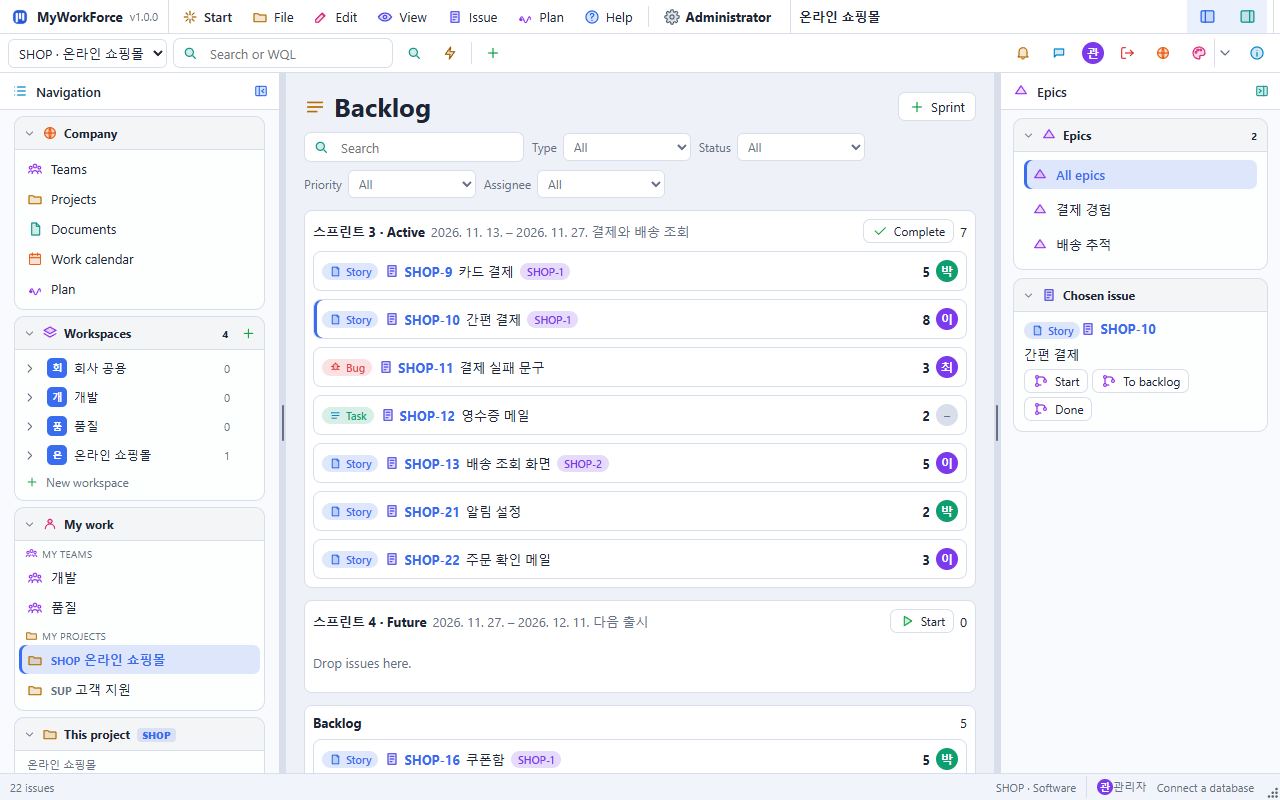 MyWorkForce v1.0.0 Start File Edit View Issue Plan Help Administrator 온라인 쇼핑몰
SHOP · 온라인 쇼핑몰 Search or WQL 관
Navigation
Company
Teams
Projects
Documents
Work calendar
Plan
Workspaces 4
회 회사 공용 0
개 개발 0
품 품질 0
온 온라인 쇼핑몰 1
New workspace
My work
MY TEAMS
개발
품질
MY PROJECTS
SHOP 온라인 쇼핑몰
SUP 고객 지원
This project SHOP
온라인 쇼핑몰
Backlog
Sprint
Search Type All Status All
Priority All Assignee All
스프린트 3 · Active 2026. 11. 13. – 2026. 11. 27. 결제와 배송 조회 Complete 7
Story SHOP-9 카드 결제 SHOP-1 5 박
Story SHOP-10 간편 결제 SHOP-1 8 이
Bug SHOP-11 결제 실패 문구 3 최
Task SHOP-12 영수증 메일 2 –
Story SHOP-13 배송 조회 화면 SHOP-2 5 이
Story SHOP-21 알림 설정 2 박
Story SHOP-22 주문 확인 메일 3 이
스프린트 4 · Future 2026. 11. 27. – 2026. 12. 11. 다음 출시 Start 0
Drop issues here.
Backlog 5
Story SHOP-16 쿠폰함 SHOP-1 5 박
Epics
Epics 2
All epics
결제 경험
배송 추적
Chosen issue
Story SHOP-10
간편 결제
Start To backlog
Done
22 issues SHOP · Software 관 관리자 Connect a database